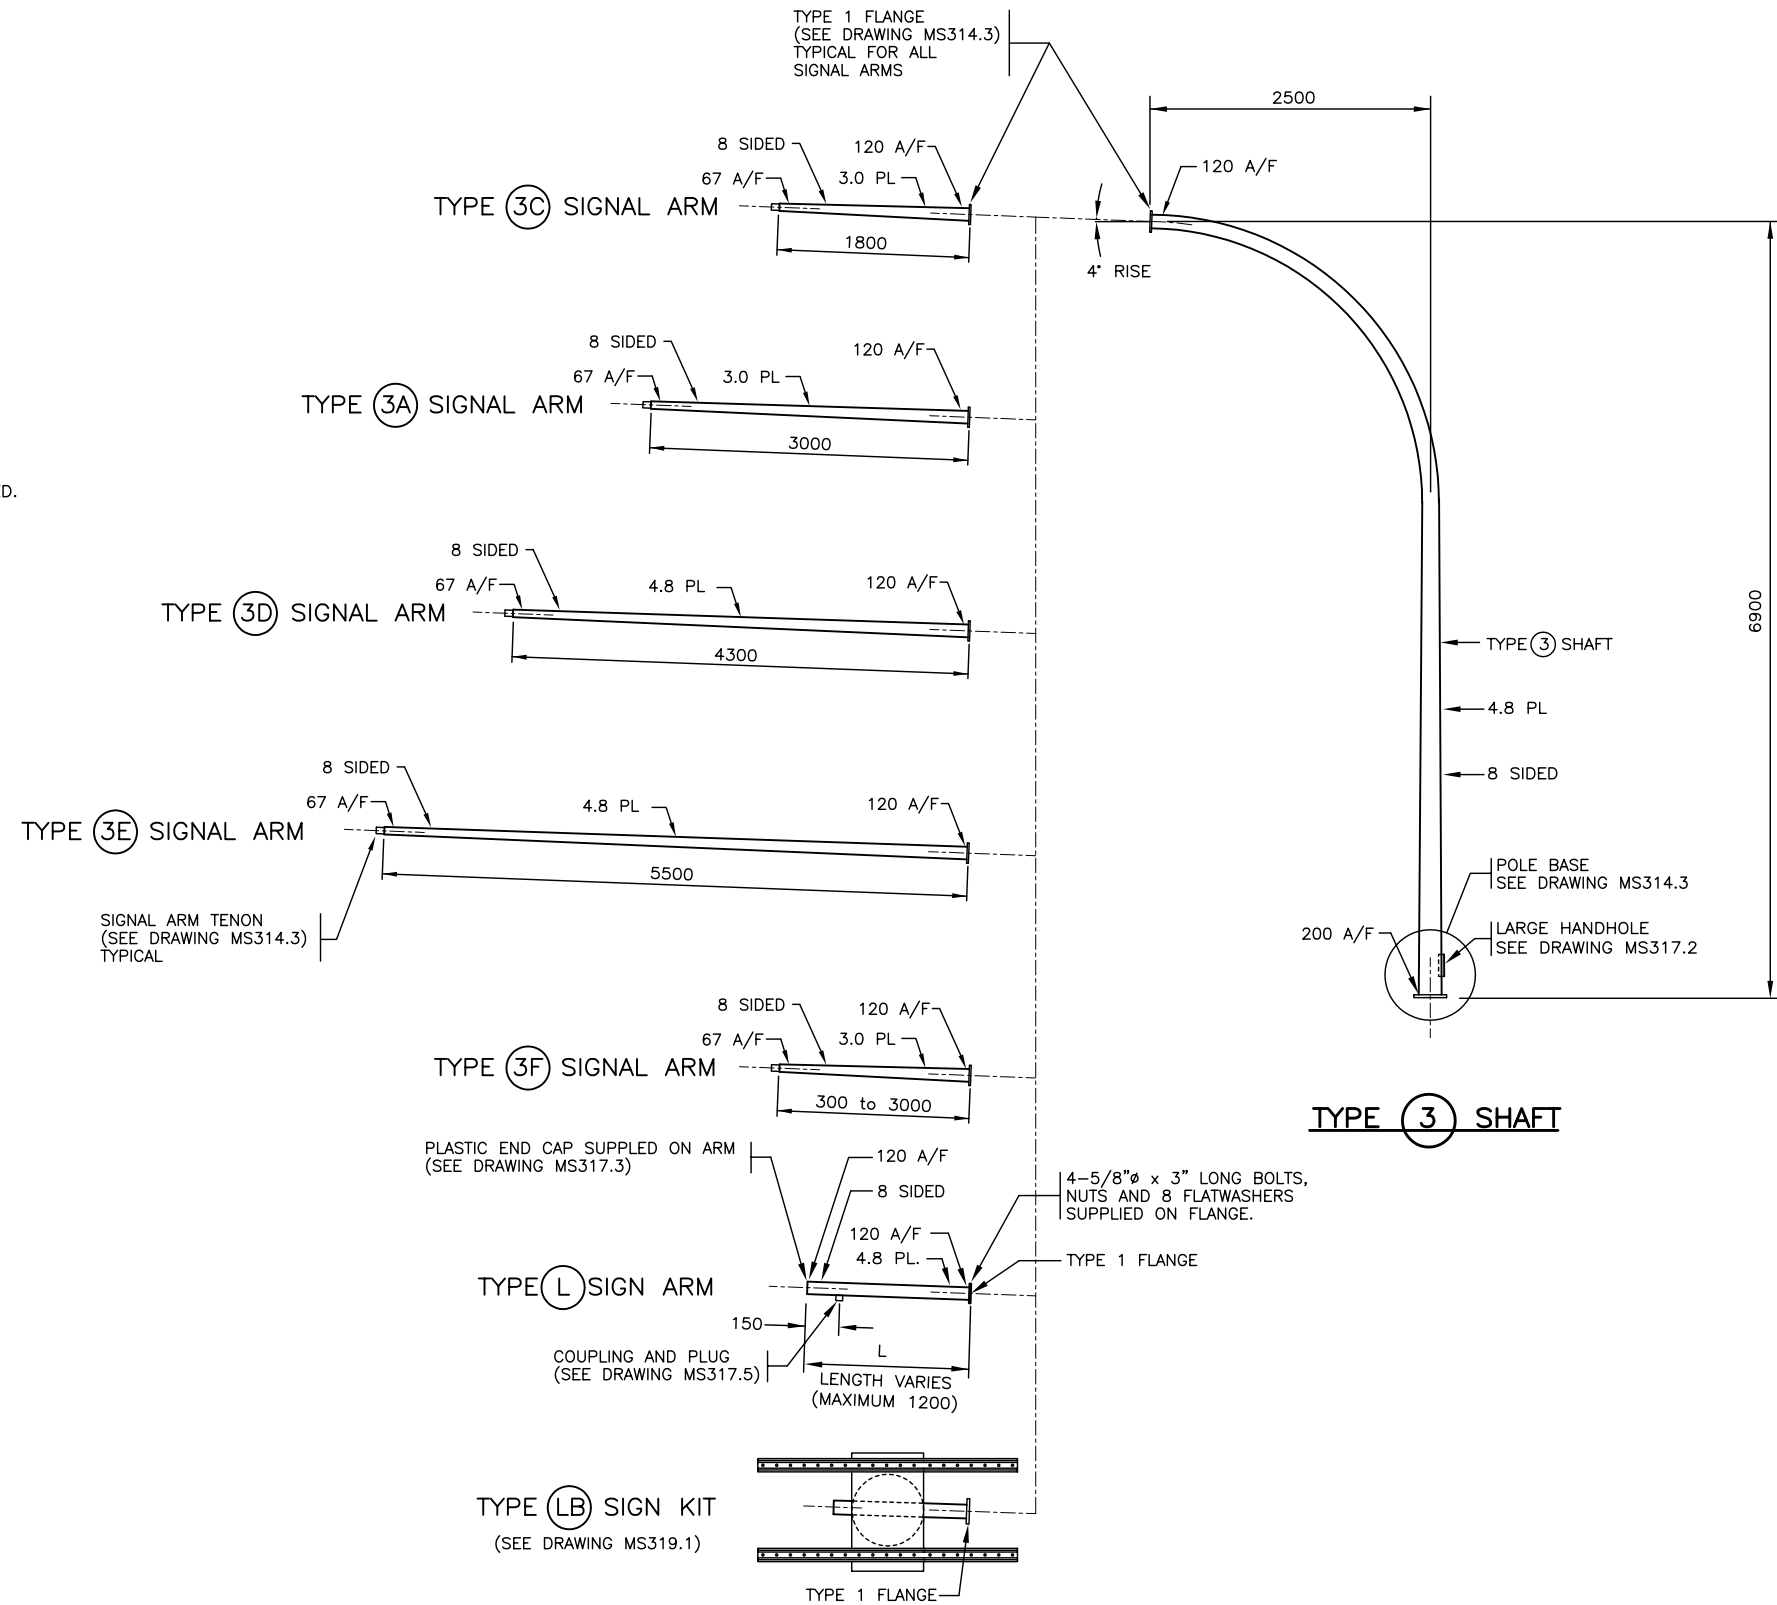 TYPE 1 FLANGE
(SEE DRAWING MS314.3)
TYPICAL FOR ALL
SIGNAL ARMS
2500
120 A/F
4° RISE
8 SIDED
120 A/F
67 A/F
3.0 PL
TYPE 3C SIGNAL ARM
1800
8 SIDED
120 A/F
67 A/F
3.0 PL
TYPE 3A SIGNAL ARM
3000
ED.
8 SIDED
67 A/F
4.8 PL
120 A/F
TYPE 3D SIGNAL ARM
4300
6900
TYPE 3 SHAFT
4.8 PL
8 SIDED
8 SIDED
67 A/F
4.8 PL
120 A/F
TYPE 3E SIGNAL ARM
5500
SIGNAL ARM TENON
(SEE DRAWING MS314.3)
TYPICAL
POLE BASE
SEE DRAWING MS314.3
200 A/F
LARGE HANDHOLE
SEE DRAWING MS317.2
8 SIDED
120 A/F
67 A/F
3.0 PL
TYPE 3F SIGNAL ARM
300 to 3000
TYPE 3 SHAFT
PLASTIC END CAP SUPPLED ON ARM
(SEE DRAWING MS317.3)
120 A/F
8 SIDED
4-5/8"ø x 3" LONG BOLTS,
NUTS AND 8 FLATWASHERS
SUPPLIED ON FLANGE.
120 A/F
4.8 PL.
TYPE 1 FLANGE
TYPE L SIGN ARM
150
COUPLING AND PLUG
(SEE DRAWING MS317.5)
L
LENGTH VARIES
(MAXIMUM 1200)
TYPE LB SIGN KIT
(SEE DRAWING MS319.1)
TYPE 1 FLANGE